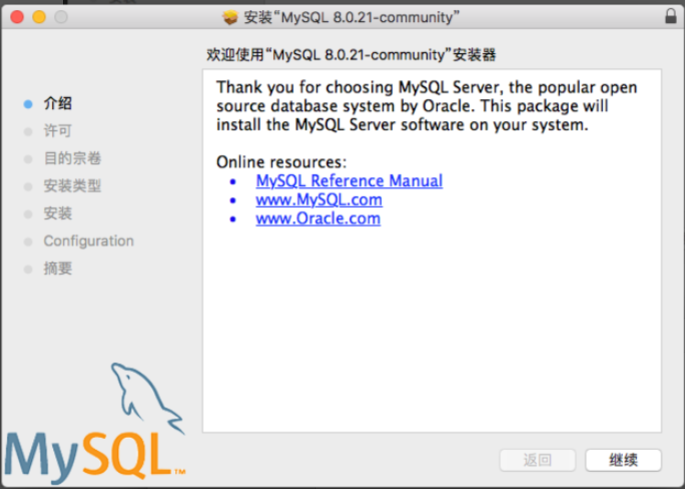 安装“MySQL 8.0.21-community”
欢迎使用“MySQL 8.0.21-community”安装器
介绍
许可
目的宗卷
安装类型
安装
Configuration
摘要
Thank you for choosing MySQL Server, the popular open
source database system by Oracle. This package will
install the MySQL Server software on your system.
Online resources:
• MySQL Reference Manual
• www.MySQL.com
• www.Oracle.com
MySQL™
返回
继续